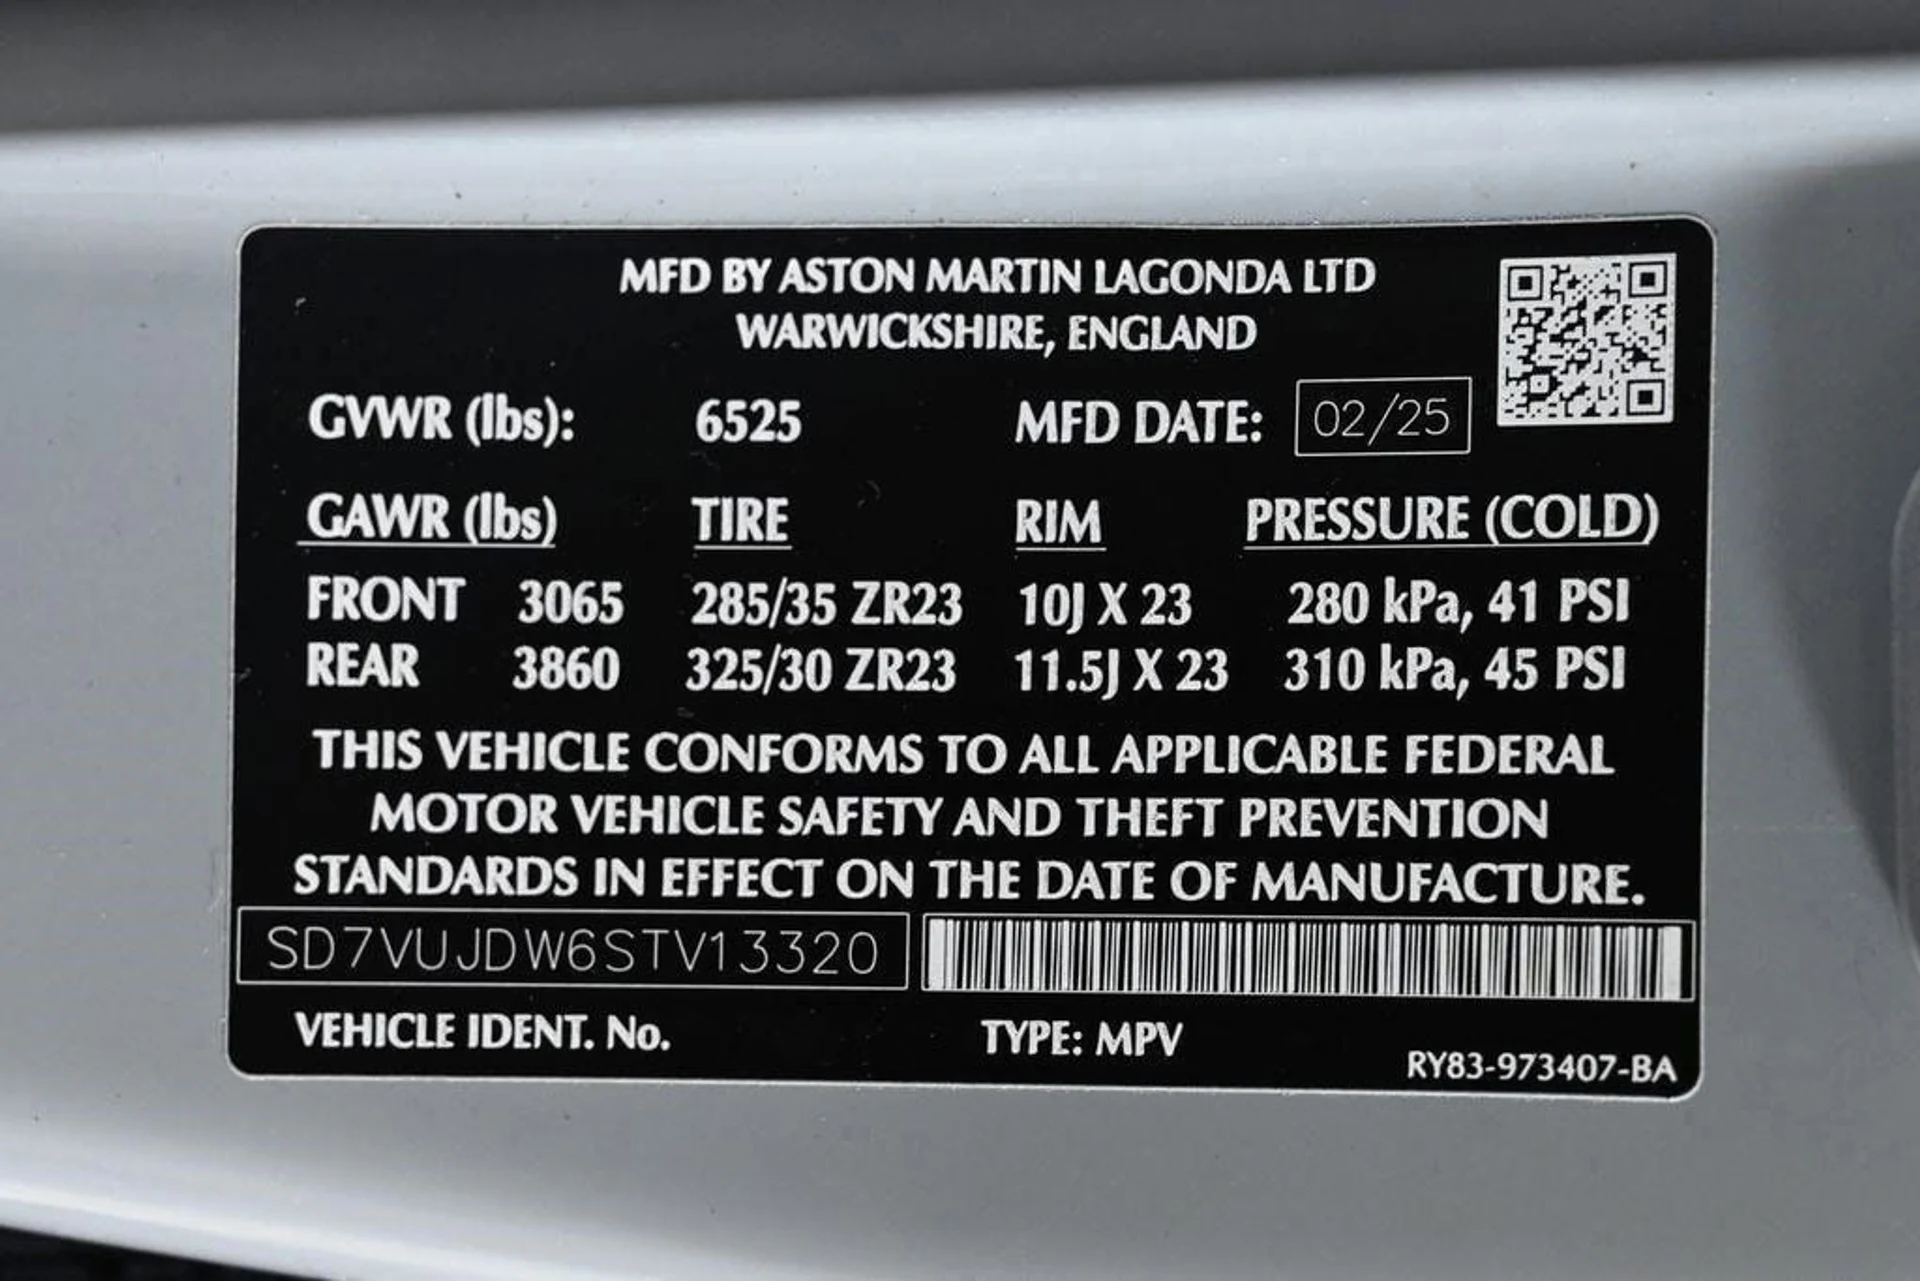 MFD BY ASTON MARTIN LAGONDA LTD
WARWICKSHIRE, ENGLAND
GVWR (lbs): 6525 MFD DATE: 02/25
GAWR (lbs) TIRE RIM PRESSURE (COLD)
FRONT 3065 285/35 ZR23 10J X 23 280 kPa, 41 PSI
REAR 3860 325/30 ZR23 11.5J X 23 310 kPa, 45 PSI
THIS VEHICLE CONFORMS TO ALL APPLICABLE FEDERAL
MOTOR VEHICLE SAFETY AND THEFT PREVENTION
STANDARDS IN EFFECT ON THE DATE OF MANUFACTURE.
SD7VUJDW6STV13320
VEHICLE IDENT. No. TYPE: MPV
RY83-973407-BA